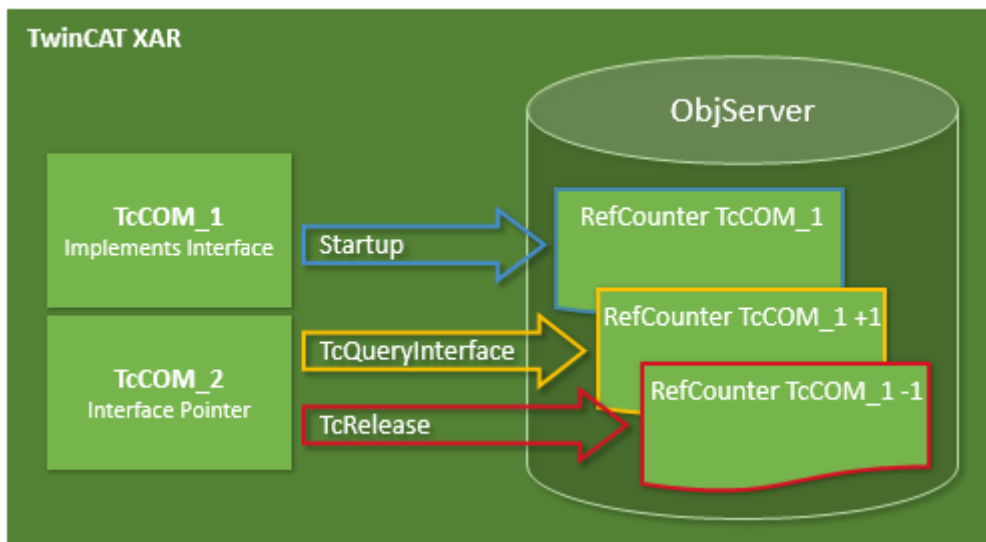 TwinCAT XAR
ObjServer
TcCOM_1
Implements Interface
Startup
RefCounter TcCOM_1
TcQueryInterface
RefCounter TcCOM_1 +1
TcCOM_2
Interface Pointer
TcRelease
RefCounter TcCOM_1 -1